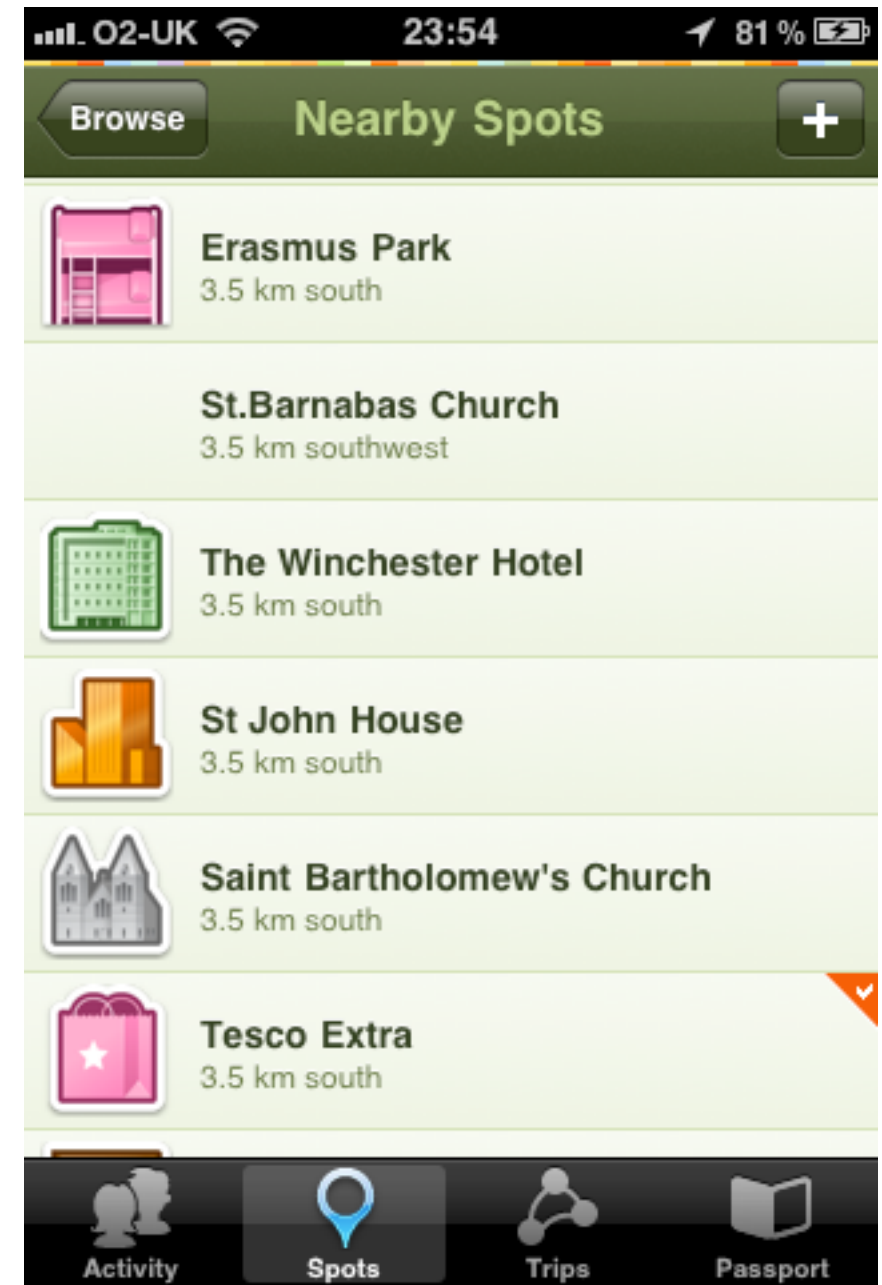 O2-UK 23:54 81 %
Browse Nearby Spots +
Erasmus Park
3.5 km south
St.Barnabas Church
3.5 km southwest
The Winchester Hotel
3.5 km south
St John House
3.5 km south
Saint Bartholomew's Church
3.5 km south
Tesco Extra
3.5 km south
Activity Spots Trips Passport